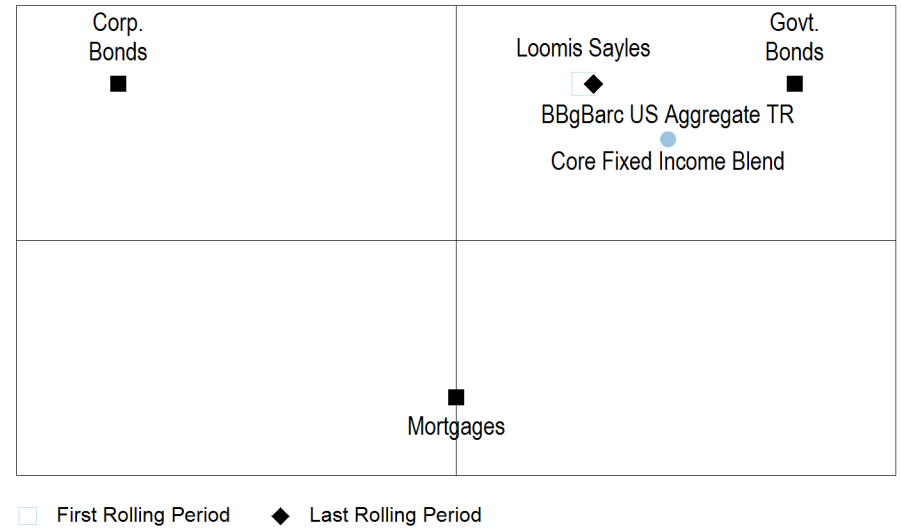 Corp.
Bonds
Loomis Sayles
Govt.
Bonds
BBgBarc US Aggregate TR
Core Fixed Income Blend
Mortgages
First Rolling Period
Last Rolling Period